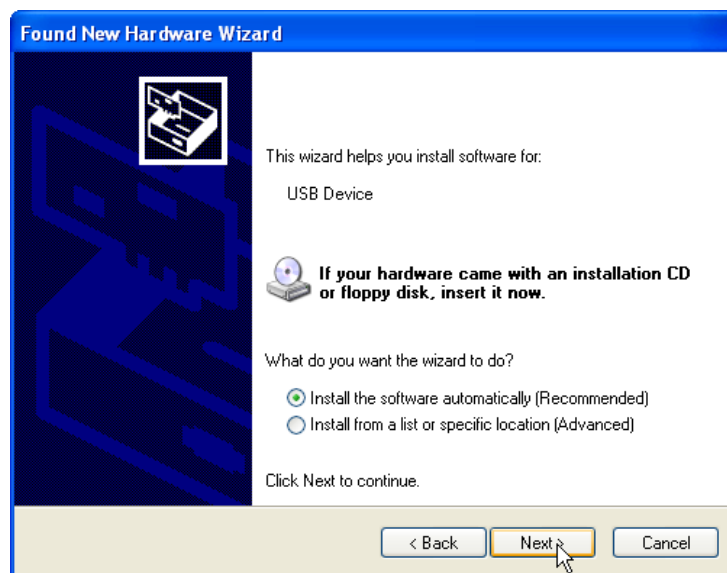 Found New Hardware Wizard
This wizard helps you install software for:
USB Device
If your hardware came with an installation CD
or floppy disk, insert it now.
What do you want the wizard to do?
Install the software automatically (Recommended)
Install from a list or specific location (Advanced)
Click Next to continue.
< Back Next > Cancel